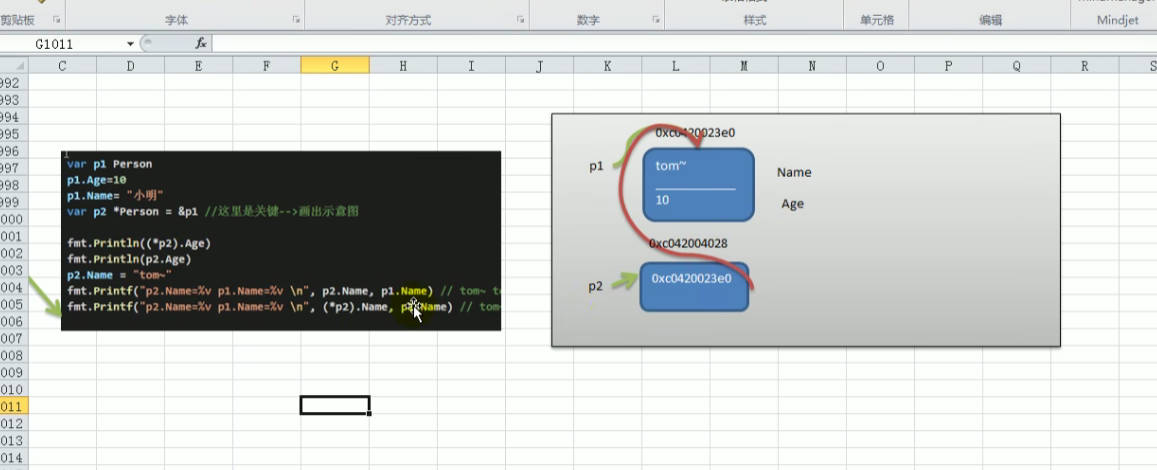 剪贴板
字体
对齐方式
数字
样式
单元格
编辑
Mindjet
G1011
fx
C D E F G H I J K L M N O P Q R S
992
993
994
995
996
997
998
999
000
001
002
003
004
005
006
007
008
009
010
011
012
013
014
var p1 Person
p1.Age=10
p1.Name= "小明"
var p2 *Person = &p1 //这里是关键-->画出示意图
fmt.Println((*p2).Age)
fmt.Println(p2.Age)
p2.Name = "tom~"
fmt.Printf("p2.Name=%v p1.Name=%v \n", p2.Name, p1.Name) // tom~ t
fmt.Printf("p2.Name=%v p1.Name=%v \n", (*p2).Name, p1.Name) // tom
0xc0420023e0
p1
tom~
Name
10
Age
0xc042004028
p2
0xc0420023e0